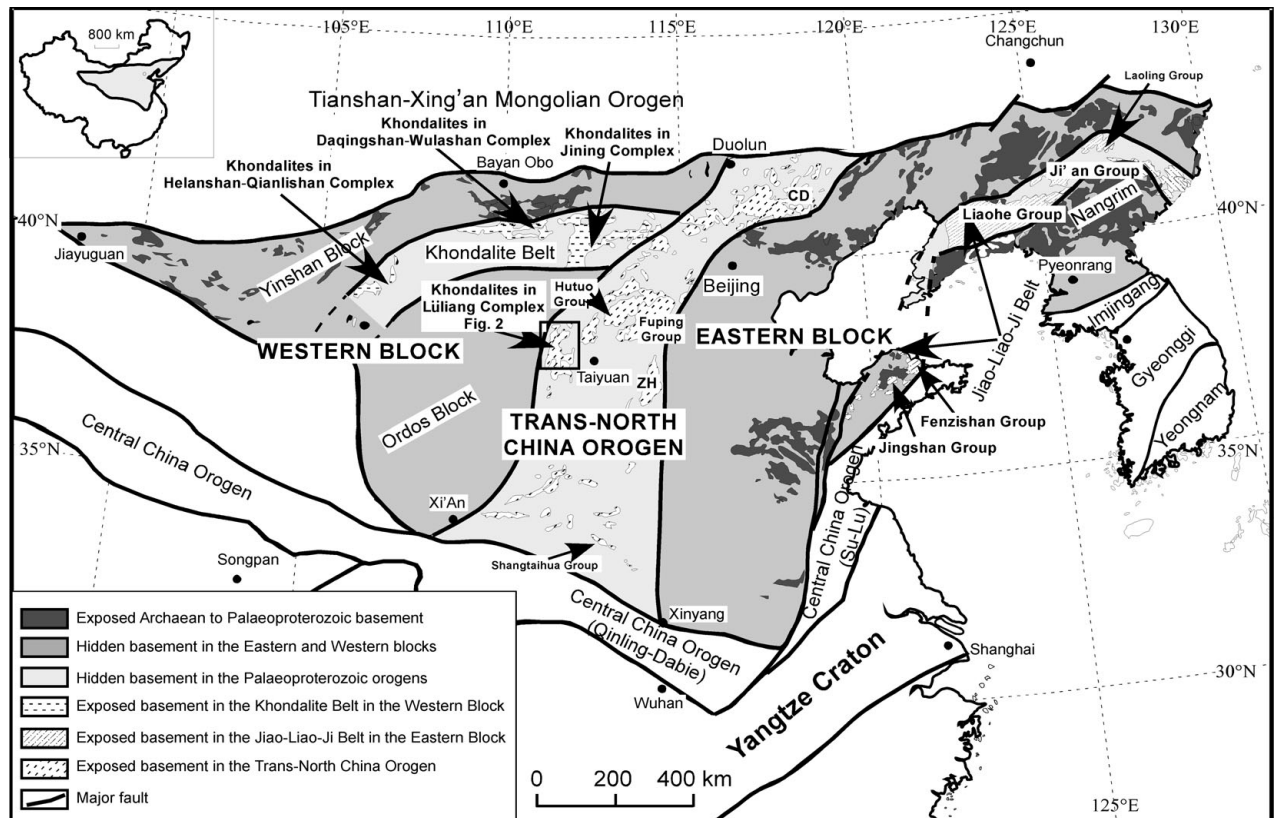 105°E
110°E
115°E
120°E
125°E
130°E
800 km
Changchun
Laoling Group
Tianshan-Xing'an Mongolian Orogen
Khondalites in
Daqingshan-Wulashan Complex
Khondalites in
Jining Complex
Duolun
Bayan Obo
Khondalites in
Helanshan-Qianlishan Complex
CD
Ji' an Group
Nangrim
40°N
40°N
Liaohe Group
Jiayuguan
Yinshan Block
Khondalite Belt
Pyeonrang
Beijing
Khondalites in
Lüliang Complex
Fig. 2
Hutuo
Group
Imjingang
Fuping
Group
EASTERN BLOCK
Jiao-Liao-Ji Belt
WESTERN BLOCK
Gyeonggi
Taiyuan
ZH
Fenzishan Group
Ordos Block
TRANS-NORTH
CHINA OROGEN
Yeongnam
Jingshan Group
35°N
35°N
Central China Orogen
Xi'An
Central China Orogen
(Su-Lu)
Songpan
Shangtaihua Group
Xinyang
Central China Orogen
(Qinling-Dabie)
Shanghai
30°N
Wuhan
Yangtze Craton
Exposed Archaean to Palaeoproterozoic basement
Hidden basement in the Eastern and Western blocks
Hidden basement in the Palaeoproterozoic orogens
Exposed basement in the Khondalite Belt in the Western Block
Exposed basement in the Jiao-Liao-Ji Belt in the Eastern Block
Exposed basement in the Trans-North China Orogen
Major fault
0 200 400 km
125°E